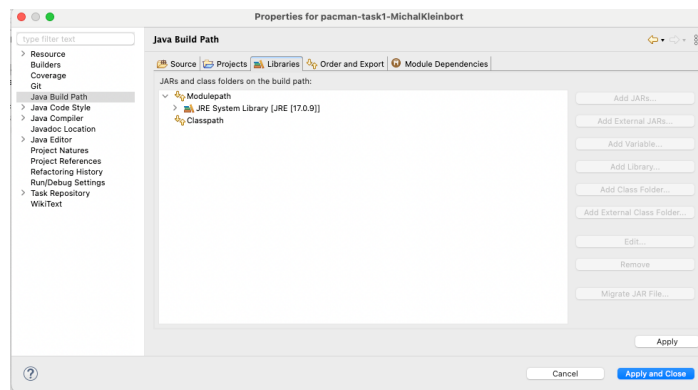 Properties for pacman-task1-MichalKleinbort
type filter text
Resource
Builders
Coverage
Git
Java Build Path
Java Code Style
Java Compiler
Javadoc Location
Java Editor
Project Natures
Project References
Refactoring History
Run/Debug Settings
Task Repository
WikiText
Java Build Path
Source Projects Libraries Order and Export Module Dependencies
JARs and class folders on the build path:
Modulepath
JRE System Library [JRE [17.0.9]]
Classpath
Add JARs...
Add External JARs...
Add Variable...
Add Library...
Add Class Folder...
Add External Class Folder...
Edit...
Remove
Migrate JAR File...
Apply
?
Cancel
Apply and Close